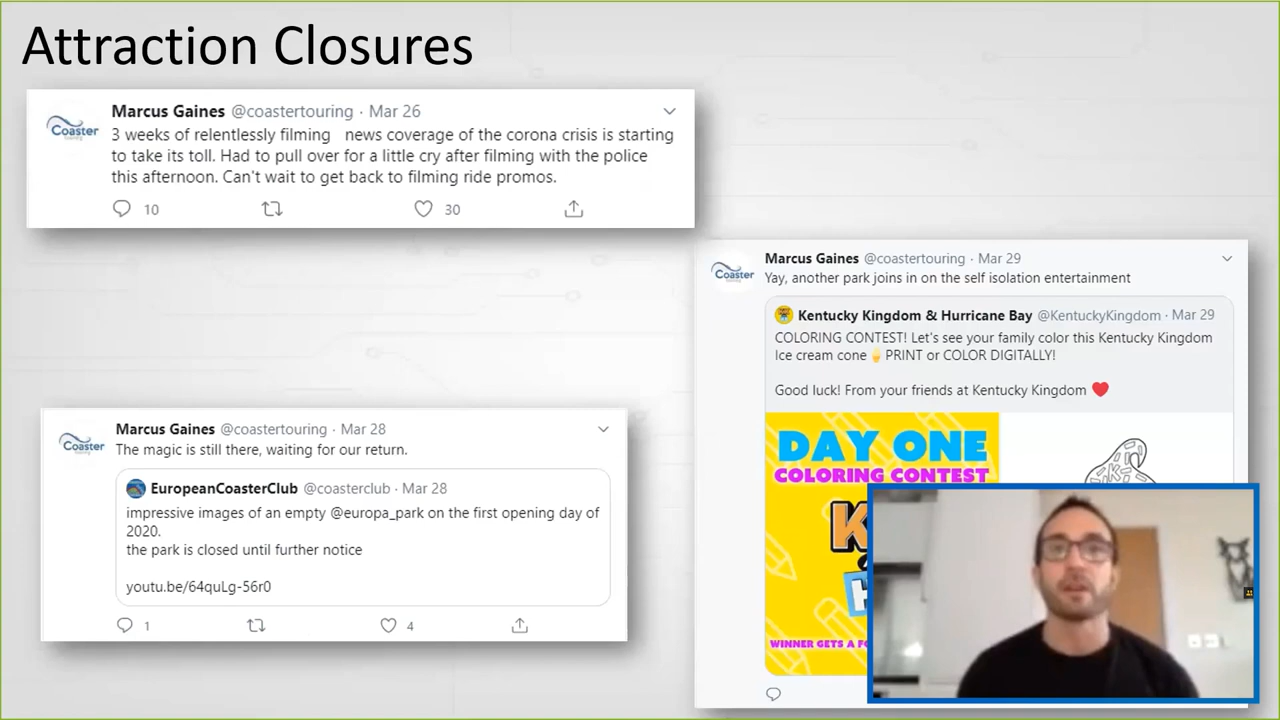 Attraction Closures
Coaster
Marcus Gaines @coastertouring · Mar 26
3 weeks of relentlessly filming news coverage of the corona crisis is starting
to take its toll. Had to pull over for a little cry after filming with the police
this afternoon. Can't wait to get back to filming ride promos.
10 30
Coaster
Marcus Gaines @coastertouring · Mar 28
The magic is still there, waiting for our return.
EuropeanCoasterClub @coasterclub · Mar 28
impressive images of an empty @europa_park on the first opening day of
2020.
the park is closed until further notice
youtu.be/64quLg-56r0
1 4
Coaster
Marcus Gaines @coastertouring · Mar 29
Yay, another park joins in on the self isolation entertainment
Kentucky Kingdom & Hurricane Bay @KentuckyKingdom · Mar 29
COLORING CONTEST! Let's see your family color this Kentucky Kingdom
Ice cream cone 🍦 PRINT or COLOR DIGITALLY!
Good luck! From your friends at Kentucky Kingdom ❤️
DAY ONE
COLORING CONTEST
K
H
WINNER GETS A